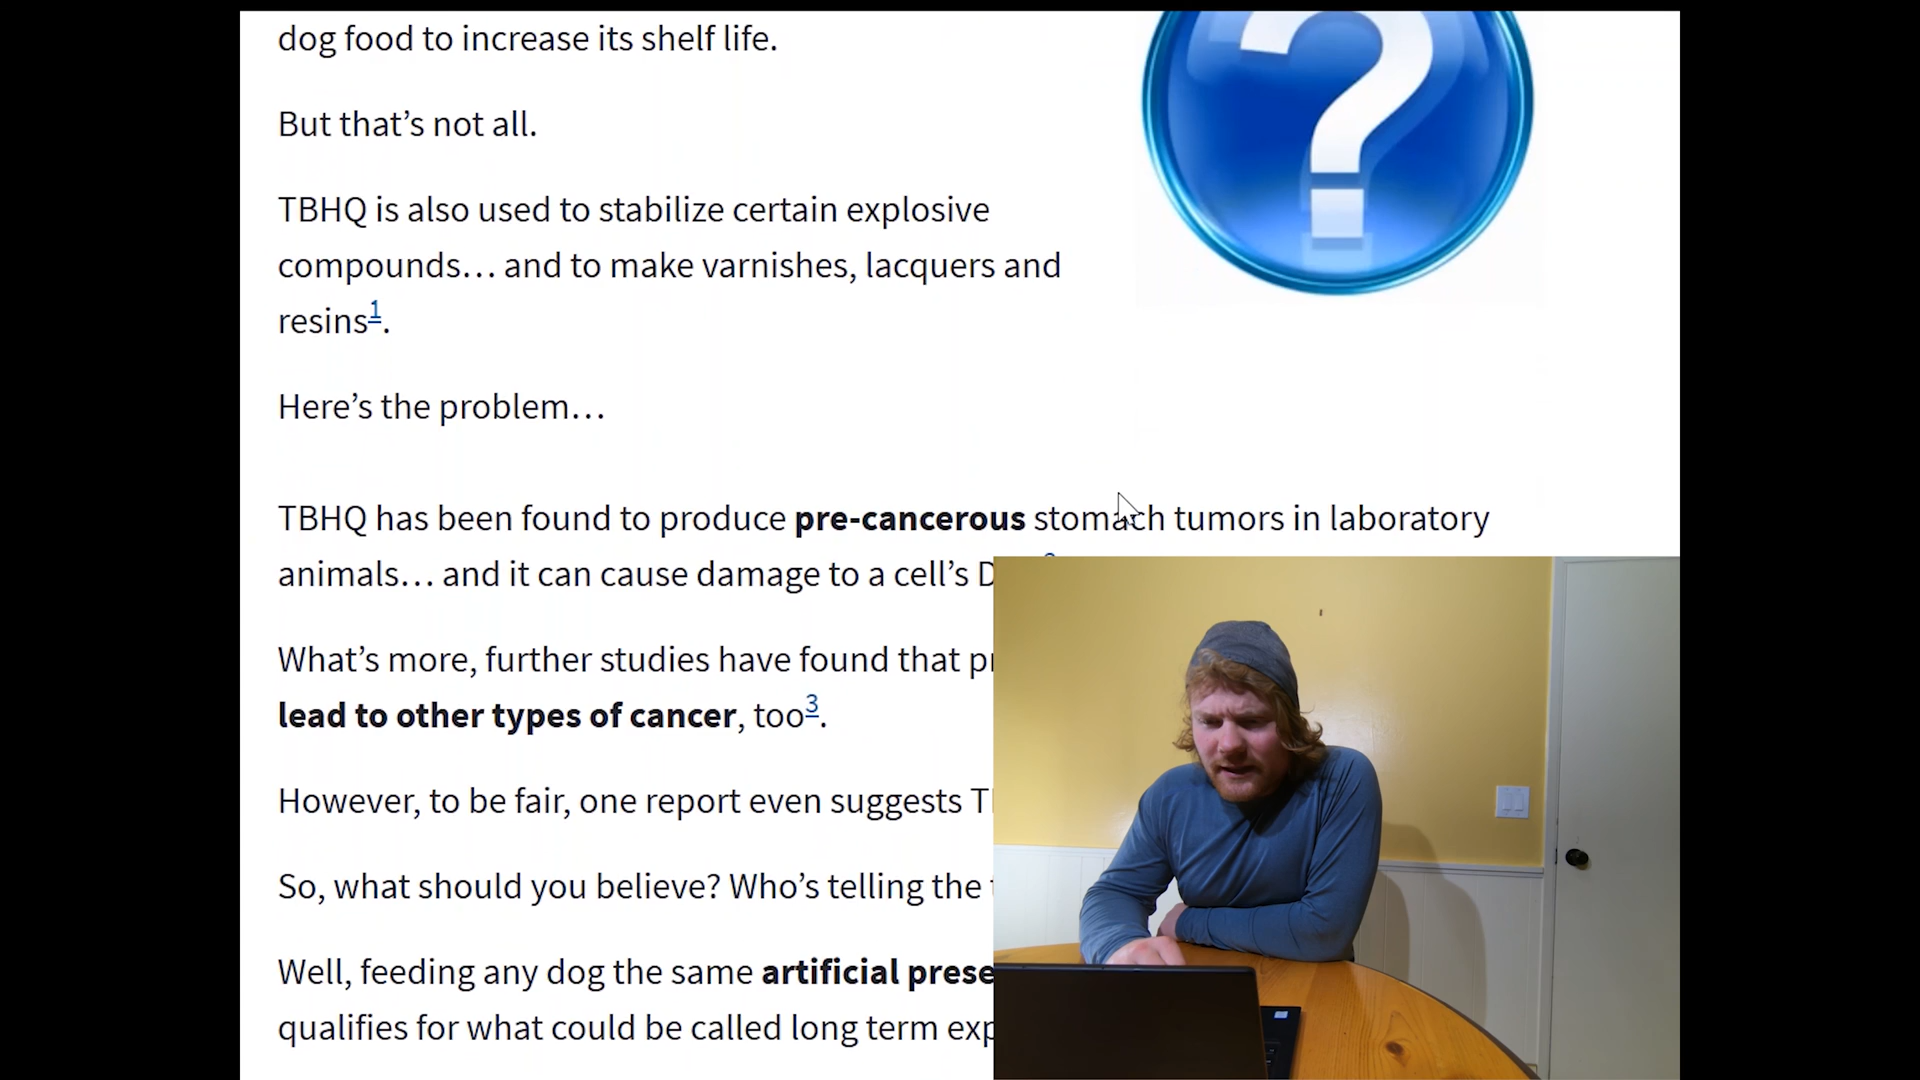 dog food to increase its shelf life.
But that’s not all.
TBHQ is also used to stabilize certain explosive
compounds… and to make varnishes, lacquers and
resins1.
Here’s the problem…
TBHQ has been found to produce pre-cancerous stomach tumors in laboratory
animals… and it can cause damage to a cell’s
What’s more, further studies have found that
lead to other types of cancer, too3.
However, to be fair, one report even suggests
So, what should you believe? Who’s telling the
Well, feeding any dog the same artificial
qualifies for what could be called long term